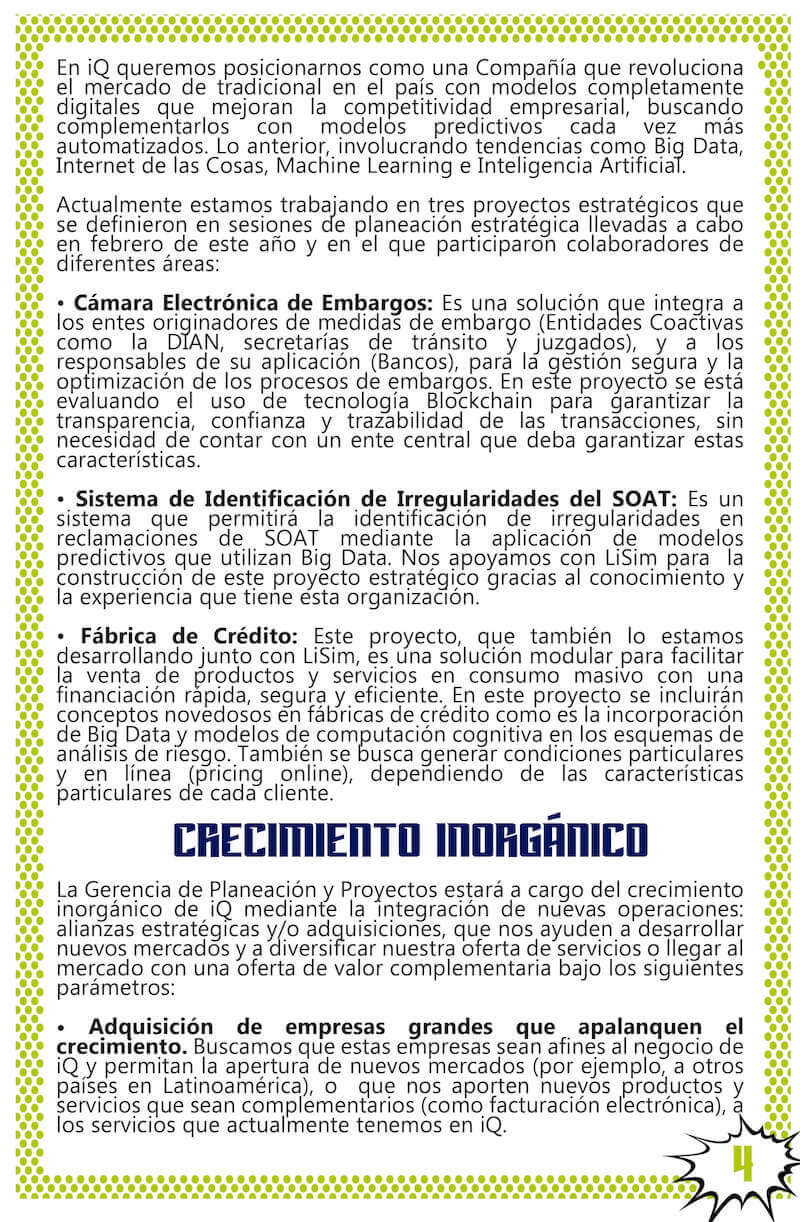 En iQ queremos posicionarnos como una Compañía que revoluciona
el mercado de tradicional en el país con modelos completamente
digitales que mejoran la competitividad empresarial, buscando
complementarlos con modelos predictivos cada vez más
automatizados. Lo anterior, involucrando tendencias como Big Data,
Internet de las Cosas, Machine Learning e Inteligencia Artificial.
Actualmente estamos trabajando en tres proyectos estratégicos que
se definieron en sesiones de planeación estratégica llevadas a cabo
en febrero de este año y en el que participaron colaboradores de
diferentes áreas:
• Cámara Electrónica de Embargos: Es una solución que integra a
los entes originadores de medidas de embargo (Entidades Coactivas
como la DIAN, secretarías de tránsito y juzgados), y a los
responsables de su aplicación (Bancos), para la gestión segura y la
optimización de los procesos de embargos. En este proyecto se está
evaluando el uso de tecnología Blockchain para garantizar la
transparencia, confianza y trazabilidad de las transacciones, sin
necesidad de contar con un ente central que deba garantizar estas
características.
• Sistema de Identificación de Irregularidades del SOAT: Es un
sistema que permitirá la identificación de irregularidades en
reclamaciones de SOAT mediante la aplicación de modelos
predictivos que utilizan Big Data. Nos apoyamos con LiSim para la
construcción de este proyecto estratégico gracias al conocimiento y
la experiencia que tiene esta organización.
• Fábrica de Crédito: Este proyecto, que también lo estamos
desarrollando junto con LiSim, es una solución modular para facilitar
la venta de productos y servicios en consumo masivo con una
financiación rápida, segura y eficiente. En este proyecto se incluirán
conceptos novedosos en fábricas de crédito como es la incorporación
de Big Data y modelos de computación cognitiva en los esquemas de
análisis de riesgo. También se busca generar condiciones particulares
y en línea (pricing online), dependiendo de las características
particulares de cada cliente.
CRECIMIENTO INORGÁNICO
La Gerencia de Planeación y Proyectos estará a cargo del crecimiento
inorgánico de iQ mediante la integración de nuevas operaciones:
alianzas estratégicas y/o adquisiciones, que nos ayuden a desarrollar
nuevos mercados y a diversificar nuestra oferta de servicios o llegar al
mercado con una oferta de valor complementaria bajo los siguientes
parámetros:
• Adquisición de empresas grandes que apalanquen el
crecimiento. Buscamos que estas empresas sean afines al negocio de
iQ y permitan la apertura de nuevos mercados (por ejemplo, a otros
países en Latinoamérica), o que nos aporten nuevos productos y
servicios que sean complementarios (como facturación electrónica), a
los servicios que actualmente tenemos en iQ.
4